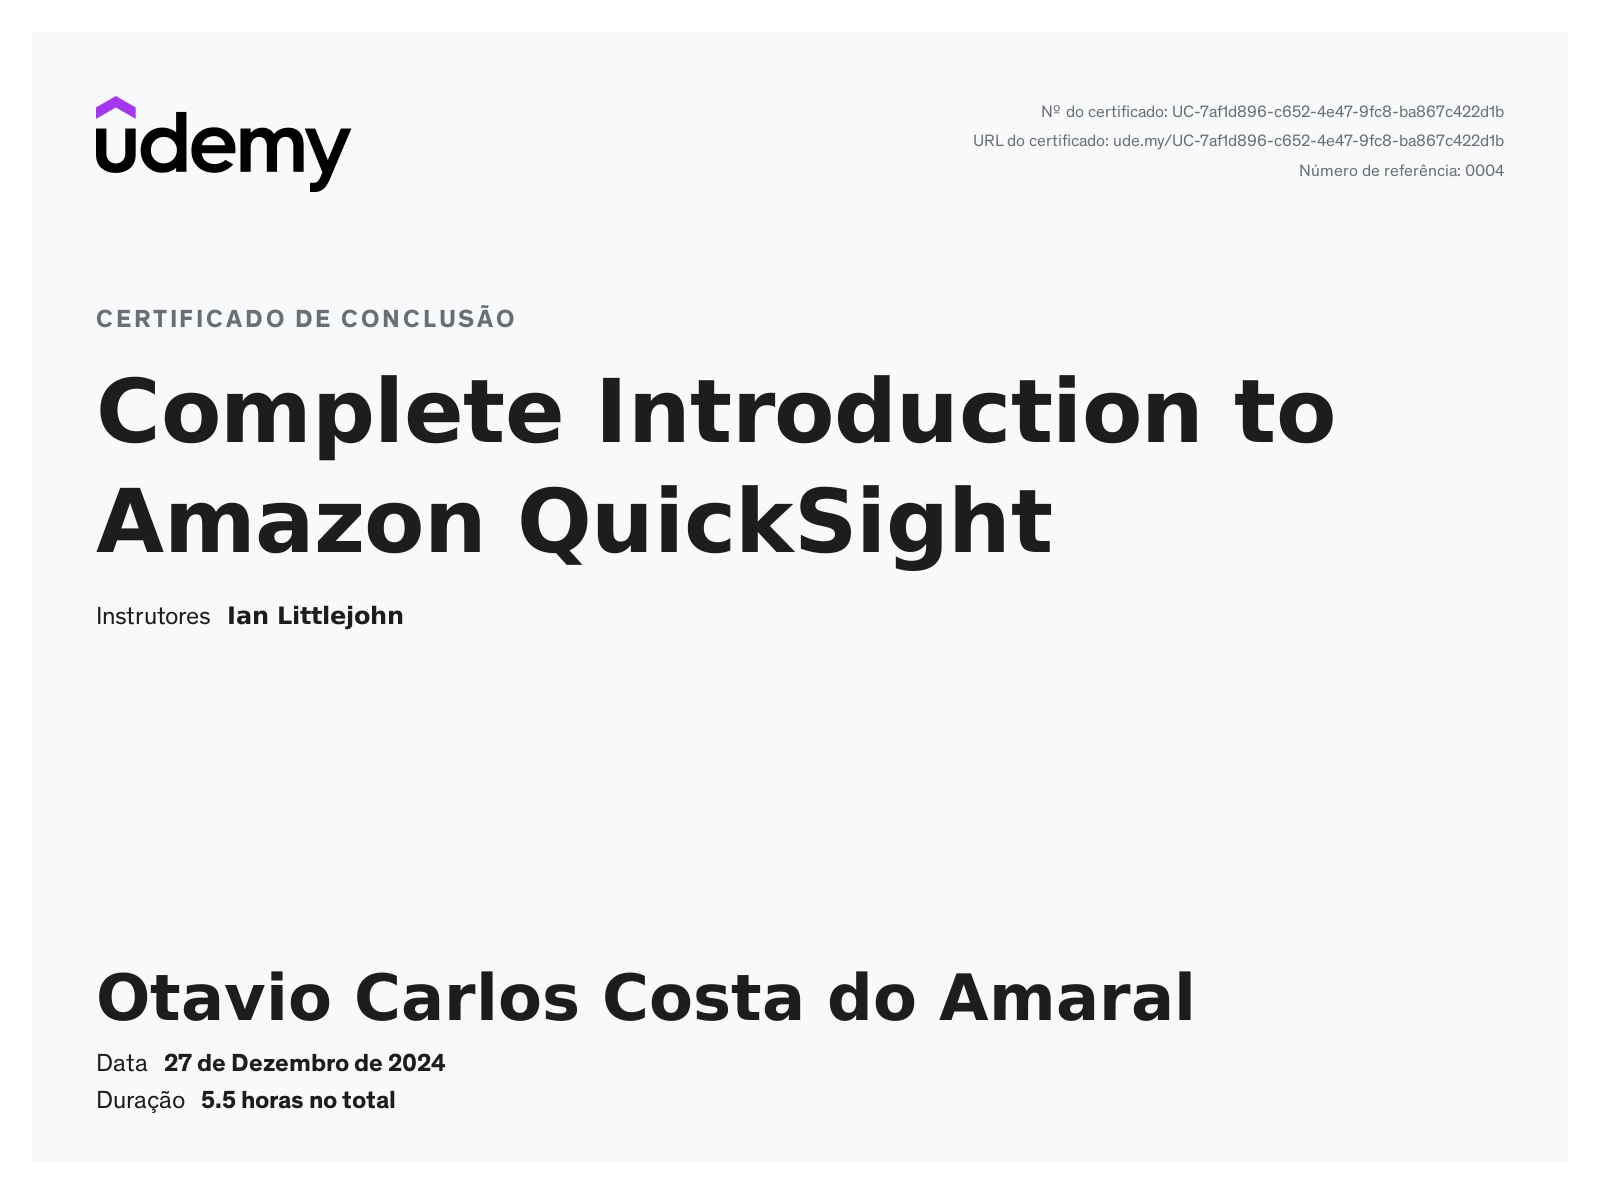 udemy
Nº do certificado: UC-7af1d896-c652-4e47-9fc8-ba867c422d1b
URL do certificado: ude.my/UC-7af1d896-c652-4e47-9fc8-ba867c422d1b
Número de referência: 0004
CERTIFICADO DE CONCLUSÃO
Complete Introduction to
Amazon QuickSight
Instrutores Ian Littlejohn
Otavio Carlos Costa do Amaral
Data 27 de Dezembro de 2024
Duração 5.5 horas no total